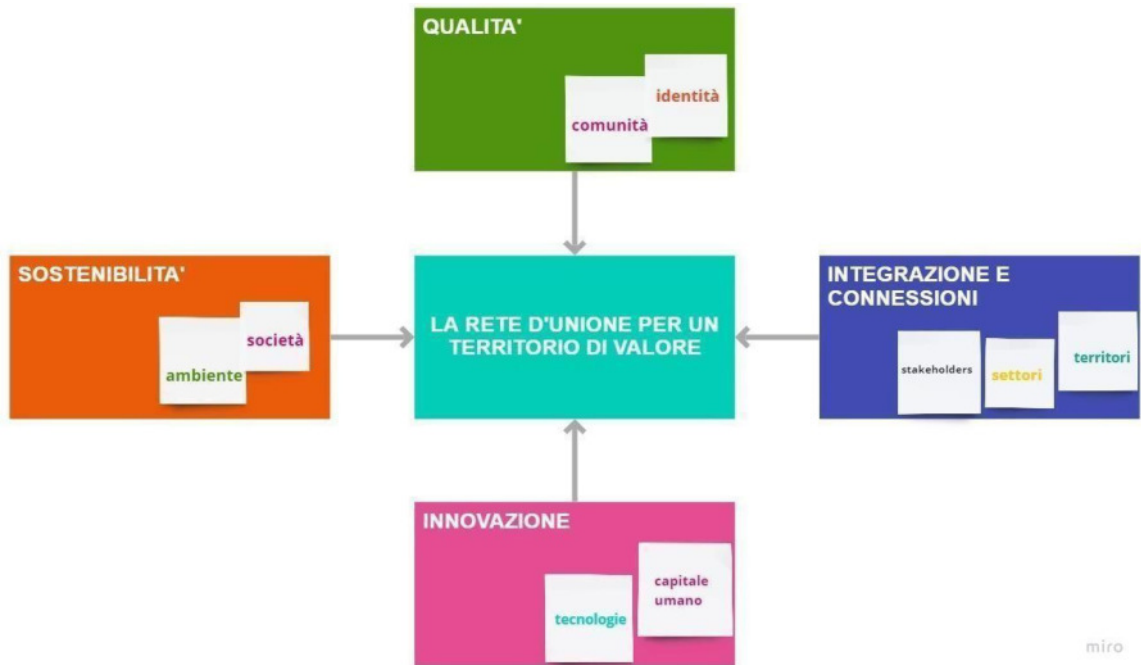 QUALITA'
identità
comunità
SOSTENIBILITA'
società
ambiente
LA RETE D'UNIONE PER UN
TERRITORIO DI VALORE
INTEGRAZIONE E
CONNESSIONI
stakeholders
settori
territori
INNOVAZIONE
capitale
umano
tecnologie
miro